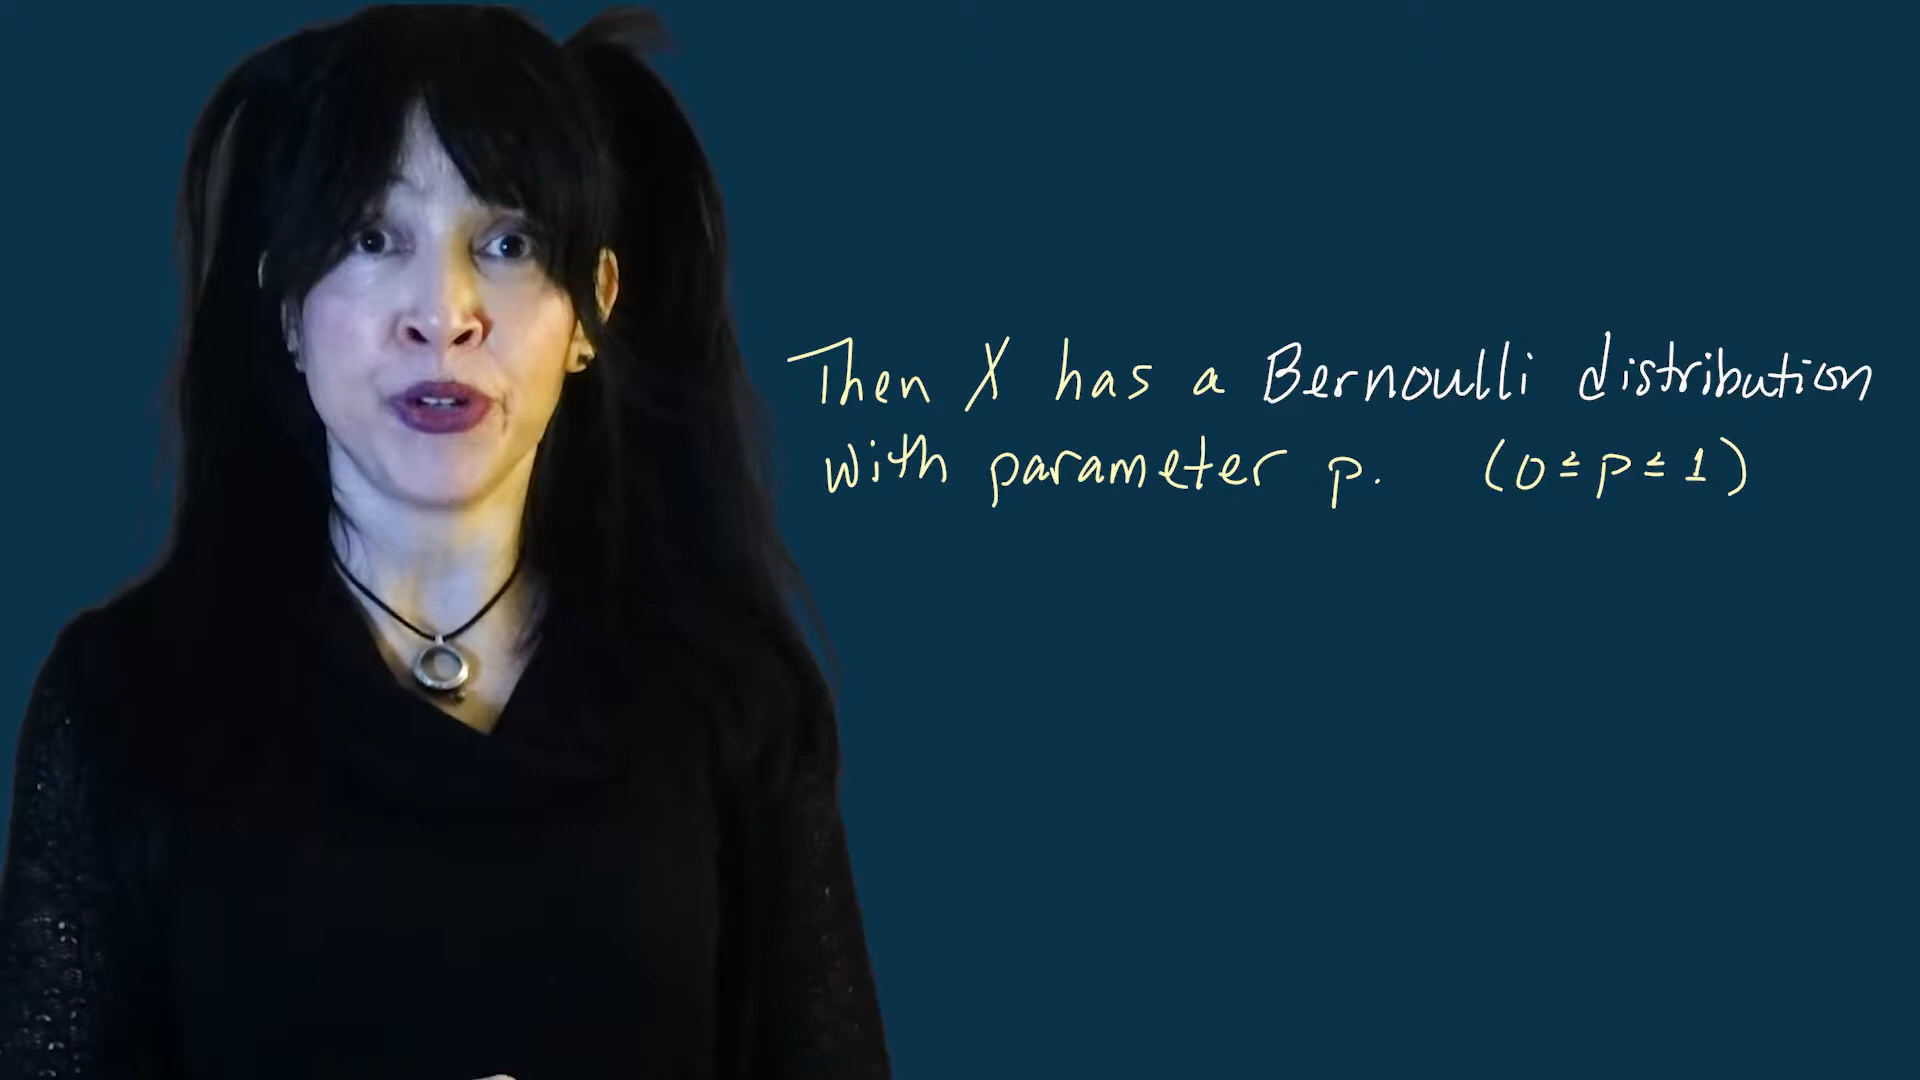 Then X has a Bernoulli distribution
with parameter p. (0 ≤ p ≤ 1)